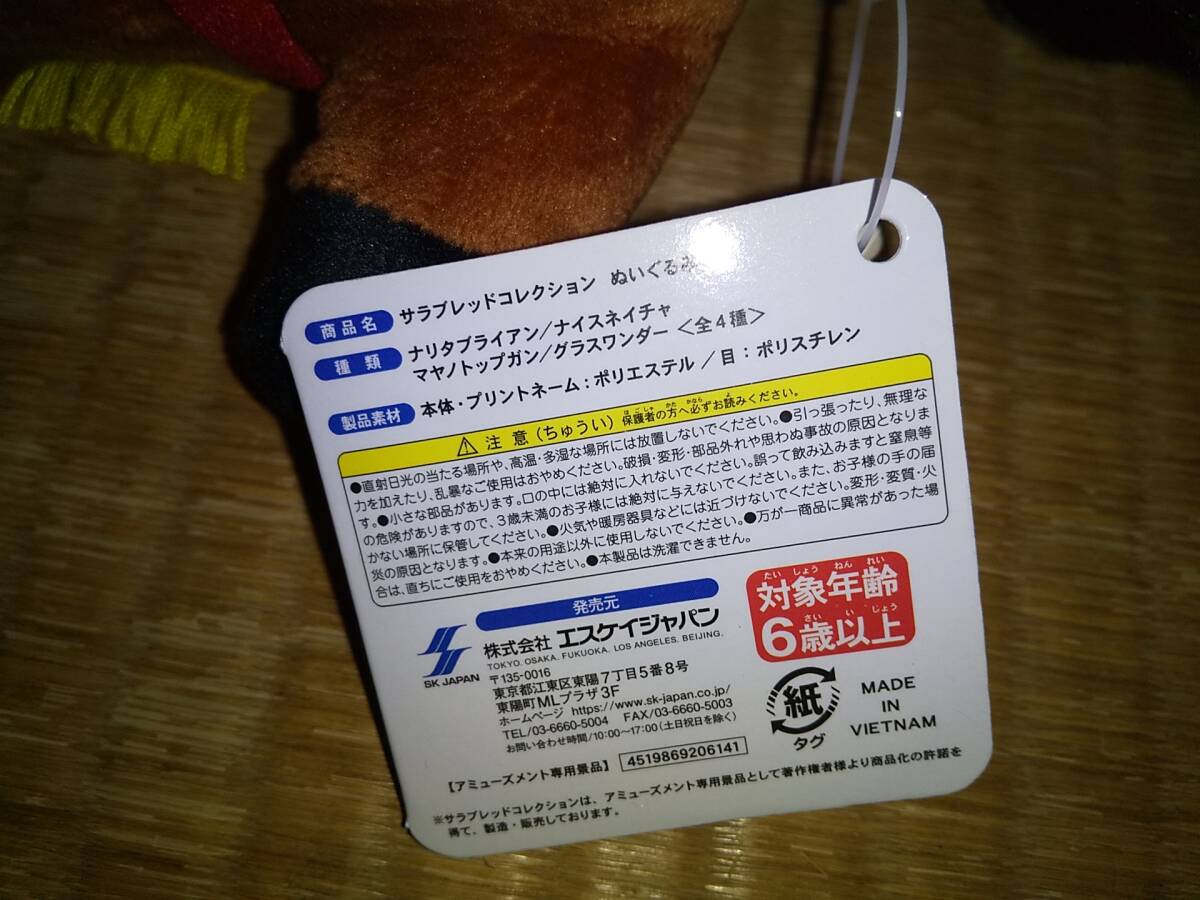 商品名 サラブレッドコレクション ぬいぐるみ
種類 ナリタブライアン/ナイスネイチャ
マヤノトップガン/グラスワンダー <全4種>
製品素材 本体・プリントネーム:ポリエステル/目:ポリスチレン
⚠注意(ちゅうい) 保護者の方へ必ずお読みください。
●直射日光の当たる場所や、高温・多湿な場所には放置しないでください。●引っ張ったり、無理な
力を加えたり、乱暴なご使用はおやめください。破損・変形・部品外れや思わぬ事故の原因となりま
す。●小さな部品があります。口の中には絶対に入れないでください。誤って飲み込みますと窒息等
の危険がありますので、3歳未満のお子様には絶対に与えないでください。また、お子様の手の届
かない場所に保管してください。●火気や暖房器具などには近づけないでください。変形・変質・火
災の原因となります。●本来の用途以外に使用しないでください。●万が一商品に異常があった場
合は、直ちにご使用をおやめください。●本製品は洗濯できません。
発売元
SK JAPAN
株式会社 エスケイジャパン
TOKYO. OSAKA. FUKUOKA. LOS ANGELES. BEIJING.
〒135-0016
東京都江東区東陽7丁目5番8号
東陽町MLプラザ3F
ホームページ https://www.sk-japan.co.jp/
TEL/03-6660-5004 FAX/03-6660-5003
お問い合わせ時間/10:00~17:00(土日祝日を除く)
対象年齢
6歳以上
紙
タグ
MADE
IN
VIETNAM
【アミューズメント専用景品】 4519869206141
※サラブレッドコレクションは、アミューズメント専用景品として著作権者様より商品化の許諾を
得て、製造・販売しております。